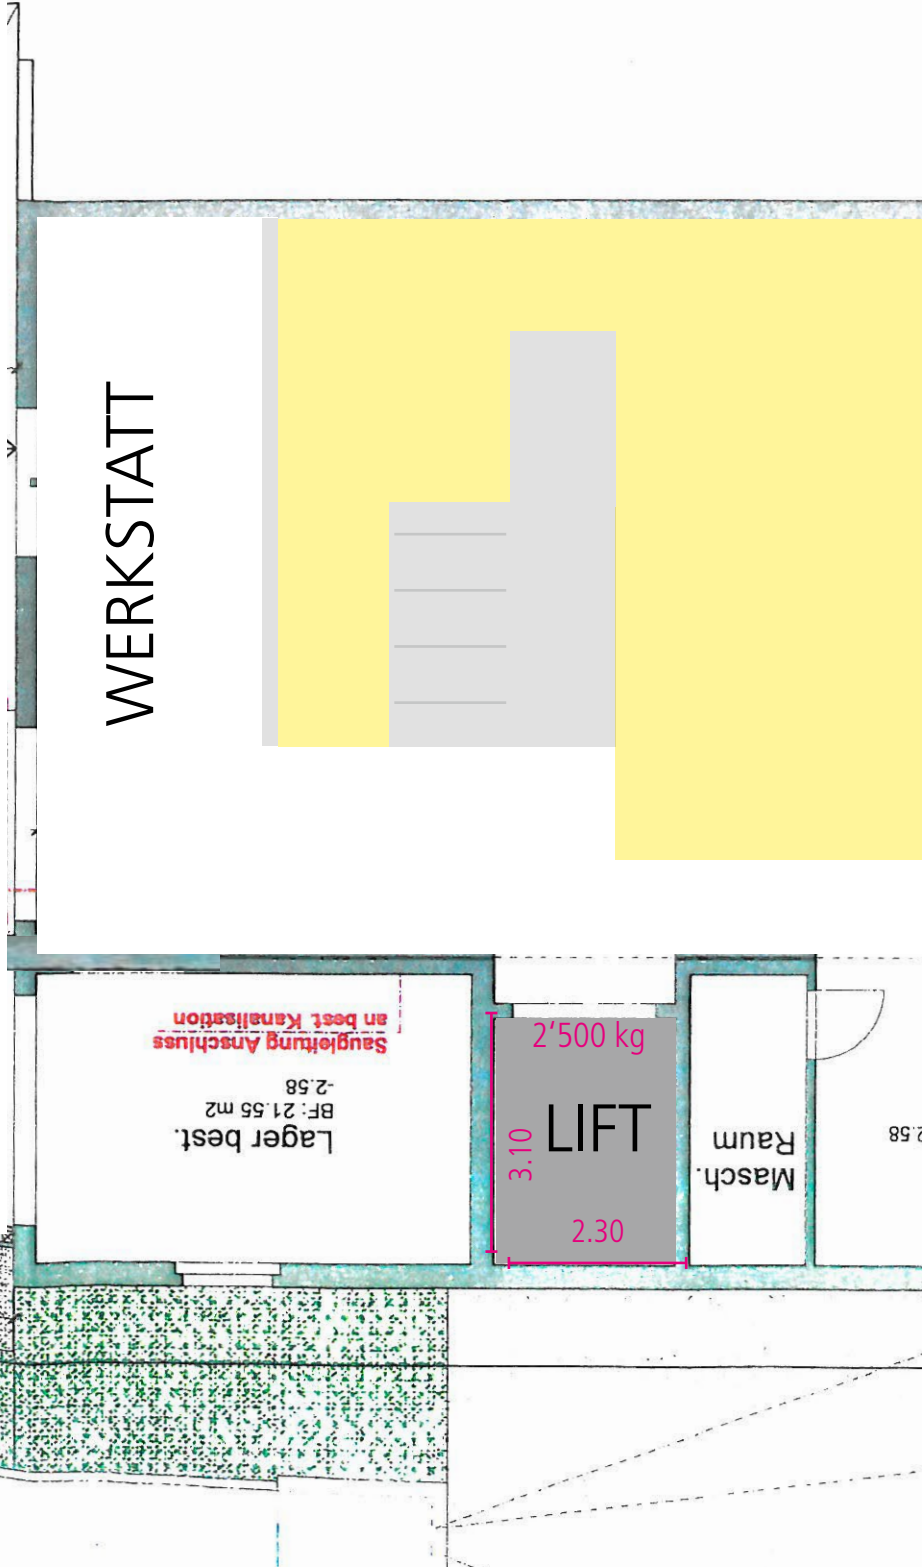 WERKSTATT
Saugleitung Anschluss
an best. Kanalisation
Lager best.
BF: 21.55 m2
-2.58
2'500 kg
LIFT
3.10
2.30
Masch.
Raum